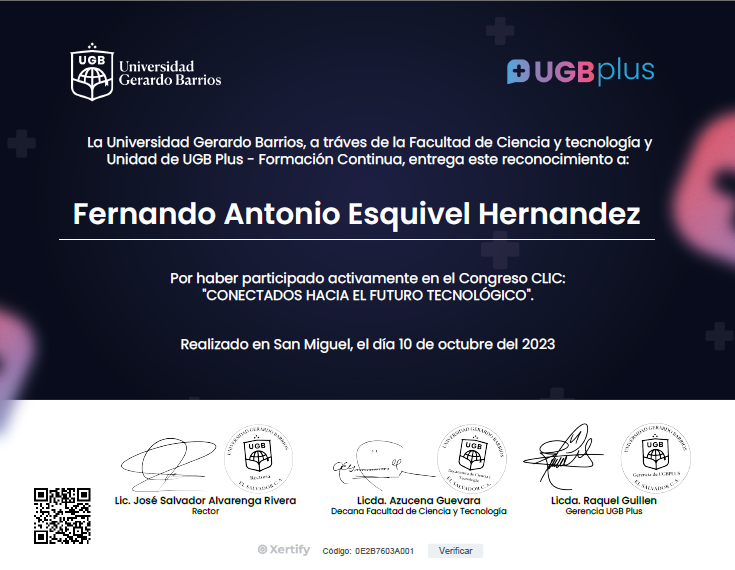 UGB
Universidad
Gerardo Barrios
UGBplus
La Universidad Gerardo Barrios, a tráves de la Facultad de Ciencia y tecnología y
Unidad de UGB Plus - Formación Continua, entrega este reconocimiento a:
Fernando Antonio Esquivel Hernandez
Por haber participado activamente en el Congreso CLIC:
"CONECTADOS HACIA EL FUTURO TECNOLÓGICO".
Realizado en San Miguel, el día 10 de octubre del 2023
UNIVERSIDAD GERARDO BARRIOS
UGB
Rectoría
EL SALVADOR C.A.
UNIVERSIDAD GERARDO BARRIOS
UGB
Ciencia y
Tecnología
EL SALVADOR C.A.
UNIVERSIDAD GERARDO BARRIOS
UGB
Gerencia de UGBPLUS
EL SALVADOR C.A.
Lic. José Salvador Alvarenga Rivera
Rector
Licda. Azucena Guevara
Decana Facultad de Ciencia y Tecnología
Licda. Raquel Guillen
Gerencia UGB Plus
Xertify
Código: 0E2B7603A001
Verificar